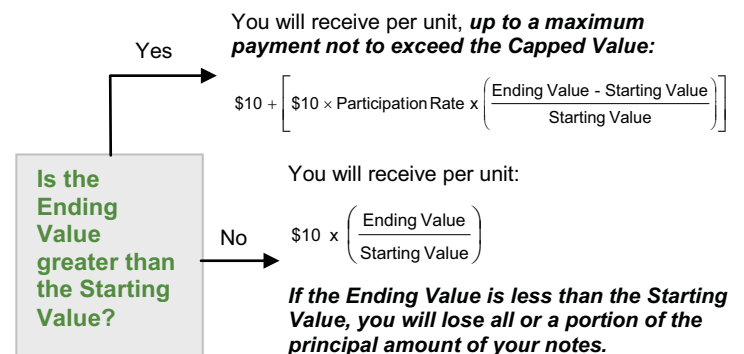 You will receive per unit, up to a maximum
payment not to exceed the Capped Value:
Yes
$10 + [ $10 × Participation Rate x ( Ending Value - Starting Value / Starting Value ) ]
Is the
Ending
Value
greater than
the Starting
Value?
No
You will receive per unit:
$10 x ( Ending Value / Starting Value )
If the Ending Value is less than the Starting
Value, you will lose all or a portion of the
principal amount of your notes.